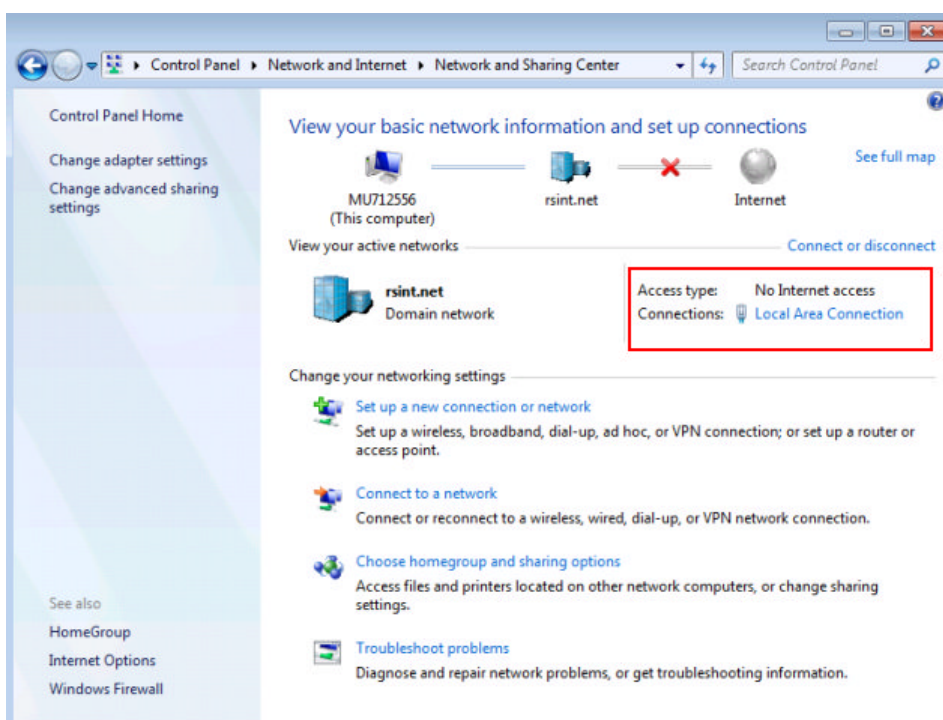 Control Panel ▸ Network and Internet ▸ Network and Sharing Center
Search Control Panel
Control Panel Home
Change adapter settings
Change advanced sharing
settings
See also
HomeGroup
Internet Options
Windows Firewall
View your basic network information and set up connections
See full map
MU712556
(This computer)
rsint.net
Internet
View your active networks
Connect or disconnect
rsint.net
Domain network
Access type: No Internet access
Connections: Local Area Connection
Change your networking settings
Set up a new connection or network
Set up a wireless, broadband, dial-up, ad hoc, or VPN connection; or set up a router or
access point.
Connect to a network
Connect or reconnect to a wireless, wired, dial-up, or VPN network connection.
Choose homegroup and sharing options
Access files and printers located on other network computers, or change sharing
settings.
Troubleshoot problems
Diagnose and repair network problems, or get troubleshooting information.